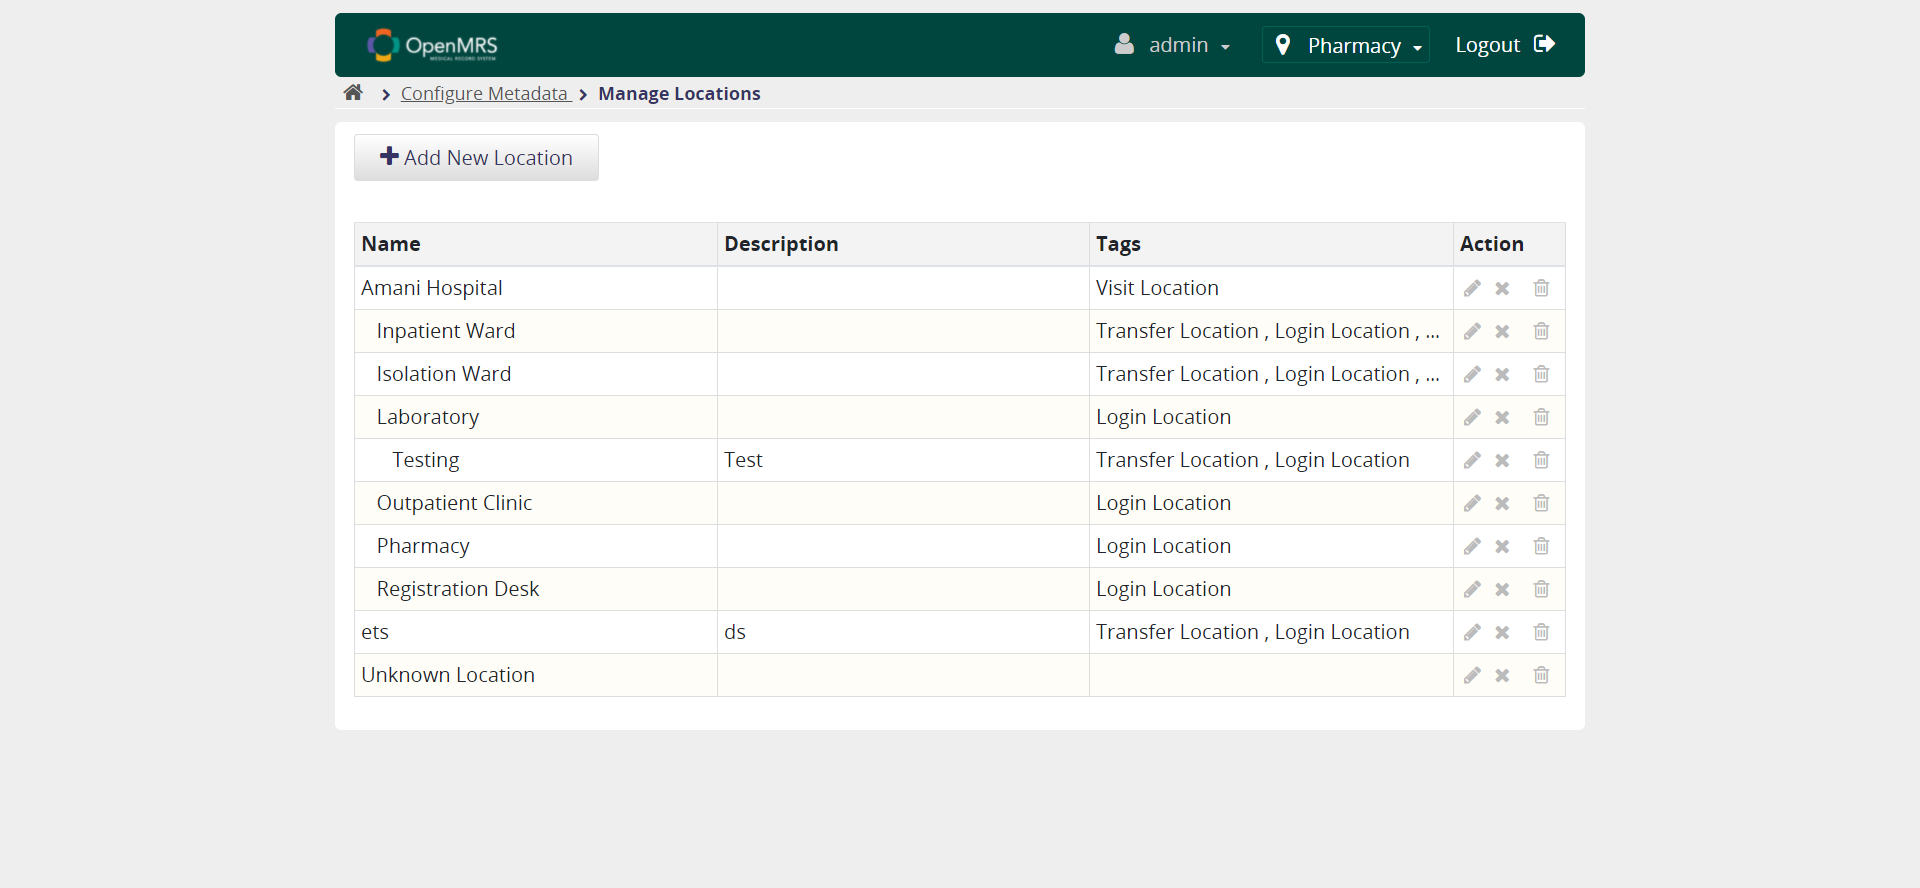 OpenMRS
MEDICAL RECORD SYSTEM
admin
Pharmacy
Logout
Configure Metadata
Manage Locations
Add New Location
Name Description Tags Action
Amani Hospital Visit Location
Inpatient Ward Transfer Location , Login Location , ...
Isolation Ward Transfer Location , Login Location , ...
Laboratory Login Location
Testing Test Transfer Location , Login Location
Outpatient Clinic Login Location
Pharmacy Login Location
Registration Desk Login Location
ets ds Transfer Location , Login Location
Unknown Location